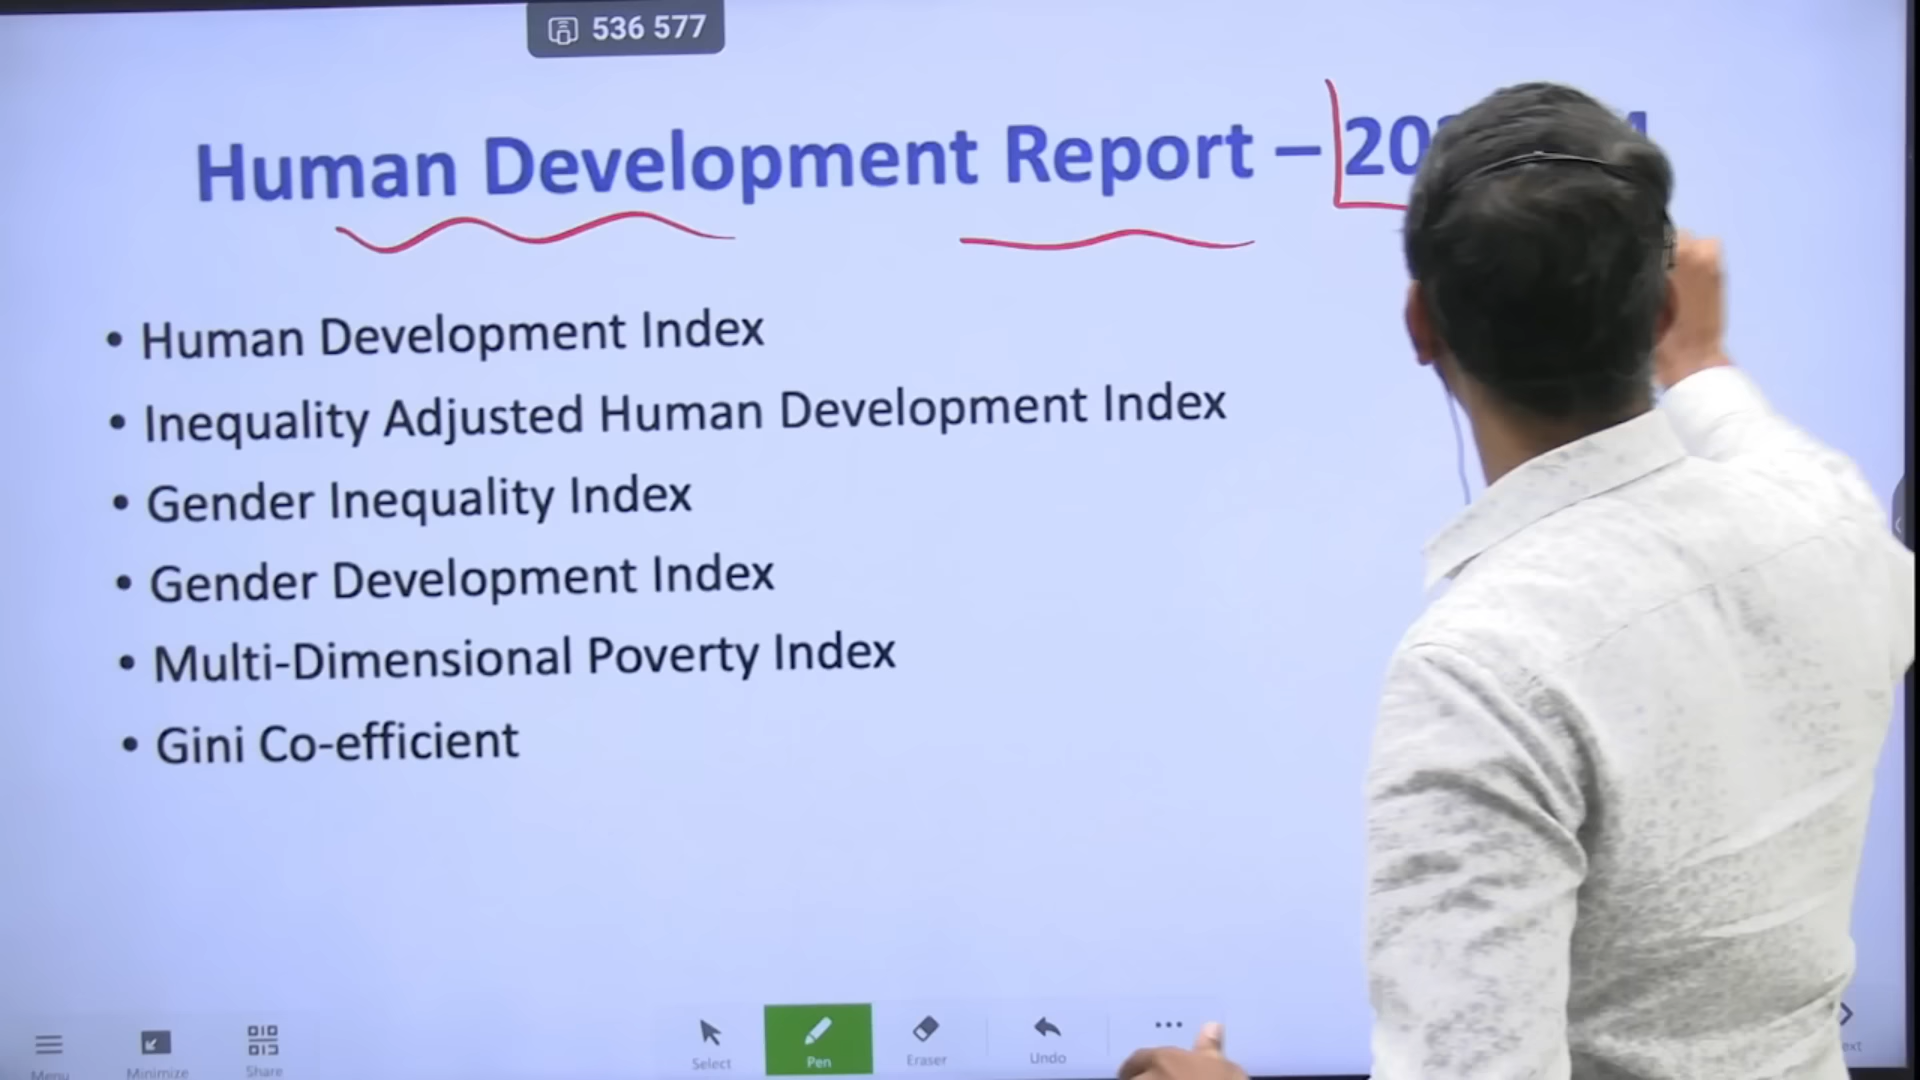 536 577
Human Development Report – 20
• Human Development Index
• Inequality Adjusted Human Development Index
• Gender Inequality Index
• Gender Development Index
• Multi-Dimensional Poverty Index
• Gini Co-efficient
Menu Minimize Share Select Pen Eraser Undo